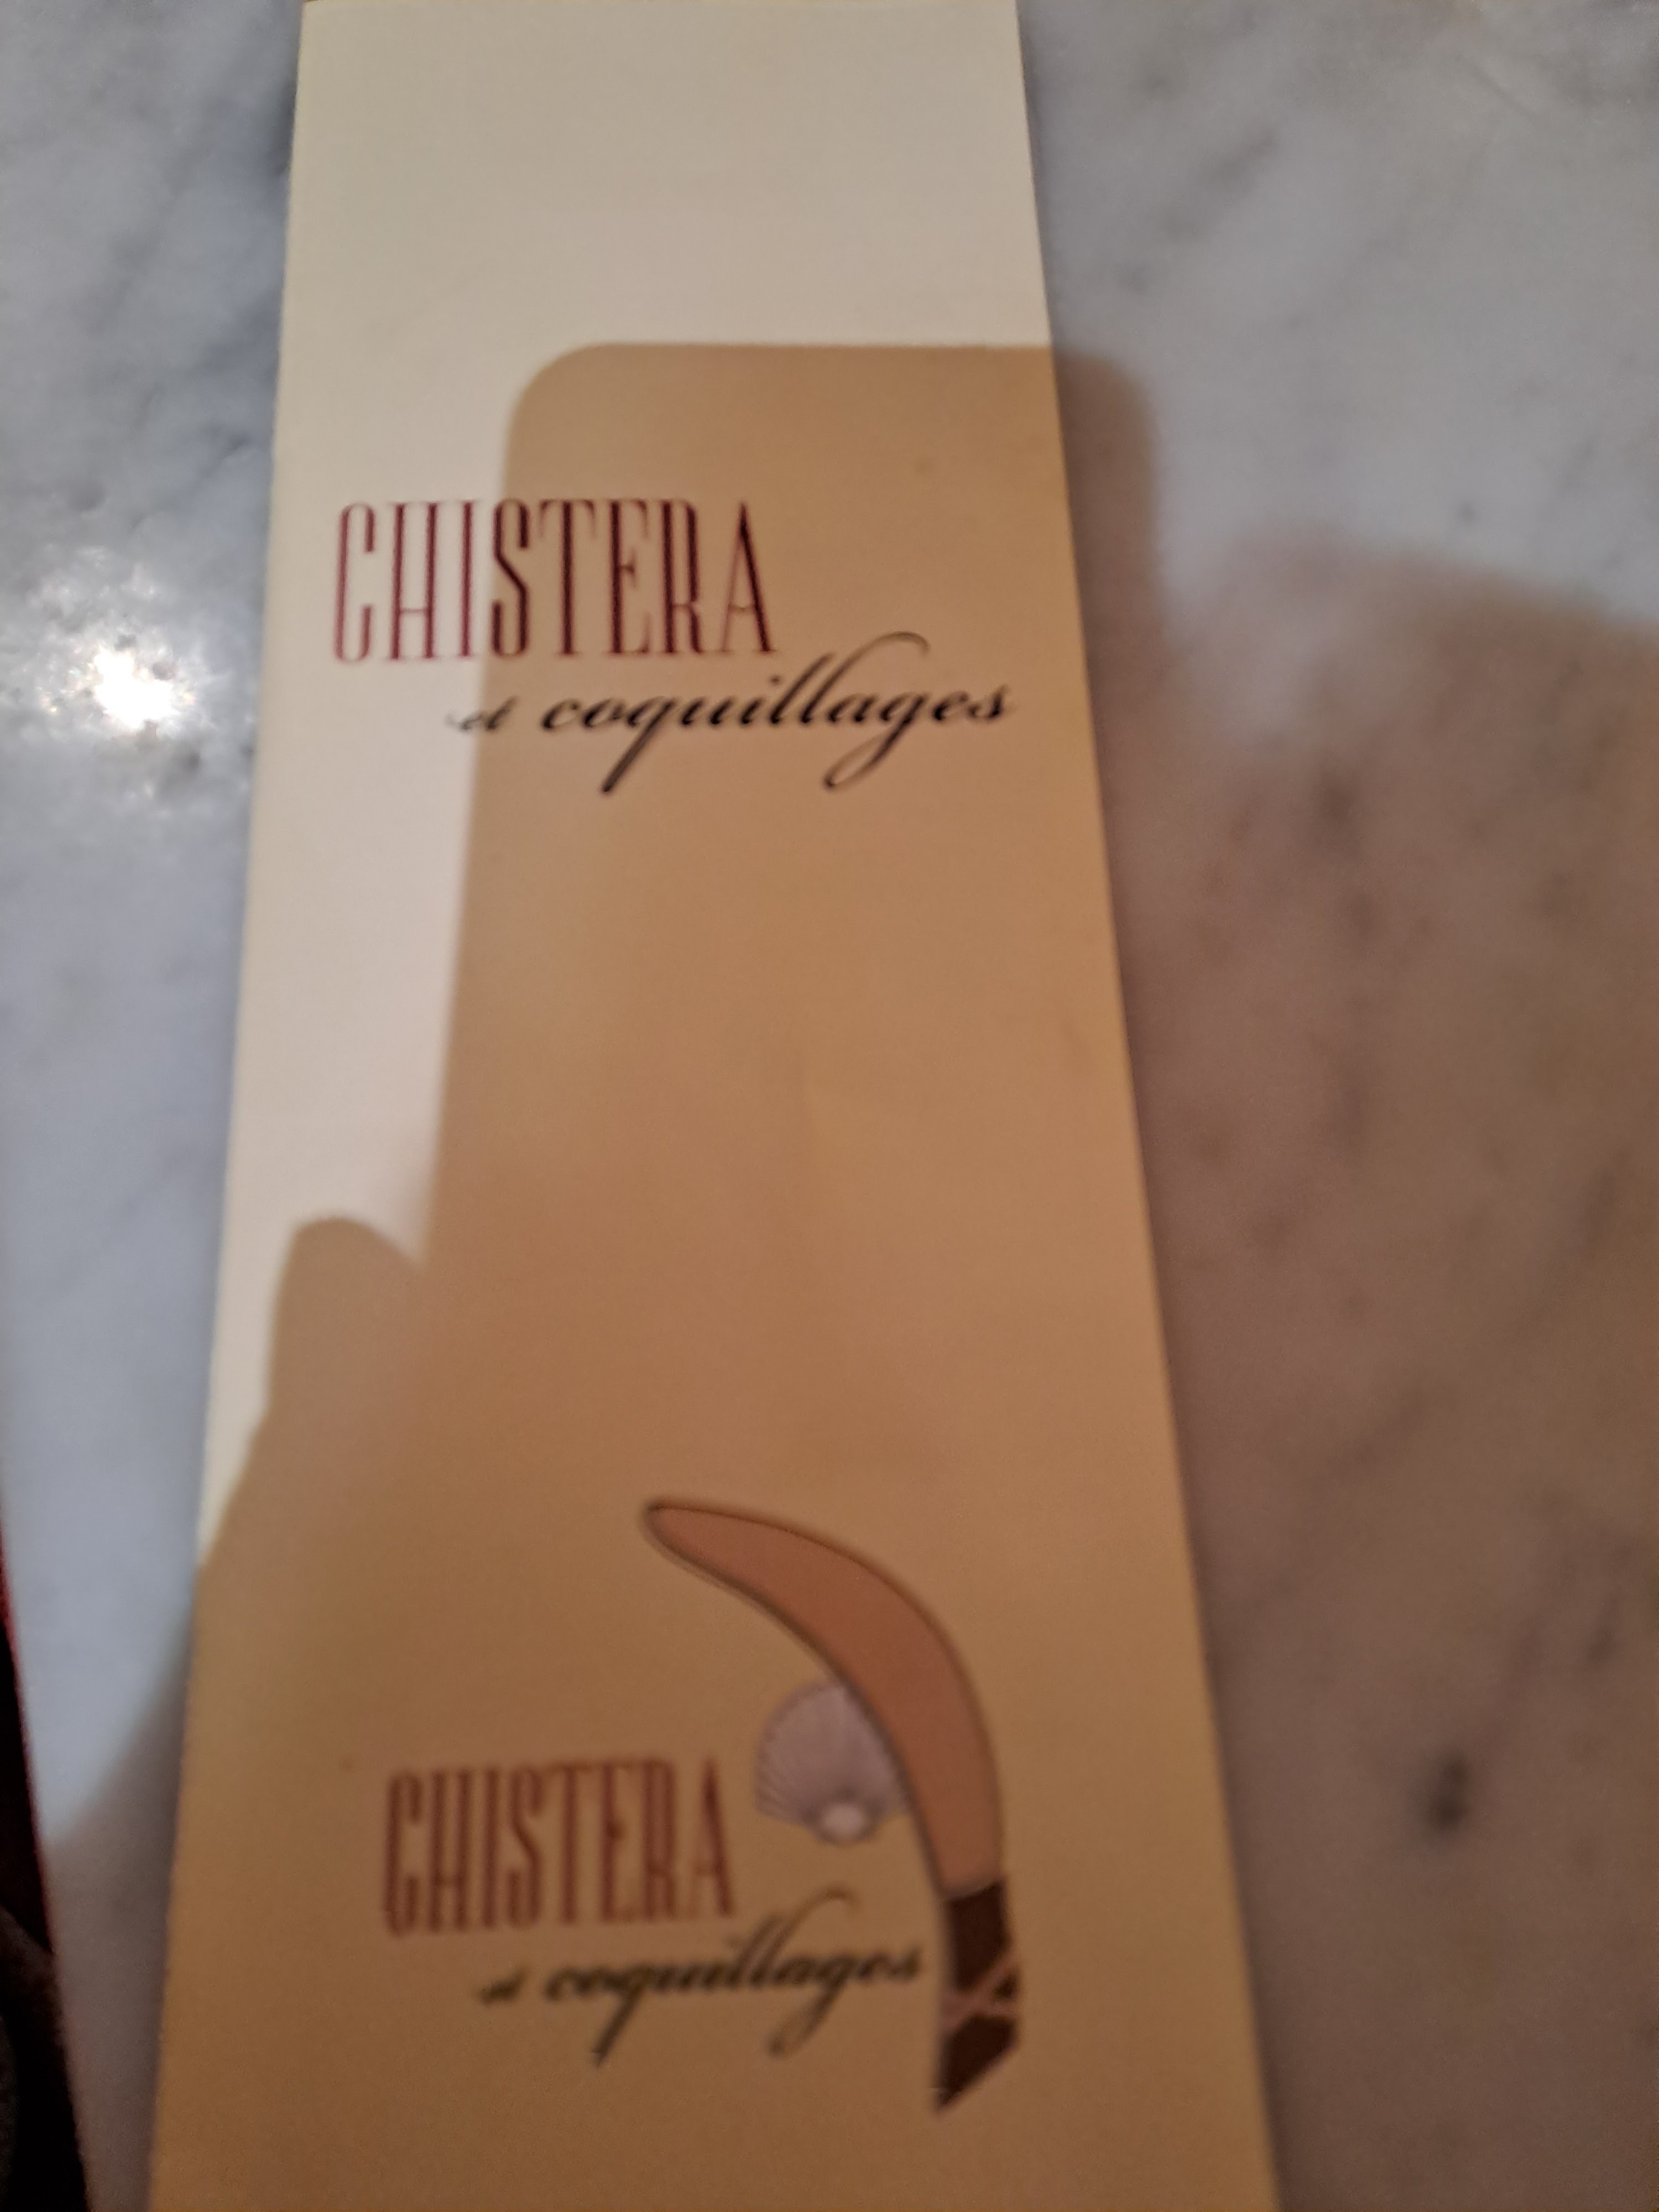 CHISTERA
et coquillages
CHISTERA
et coquillages